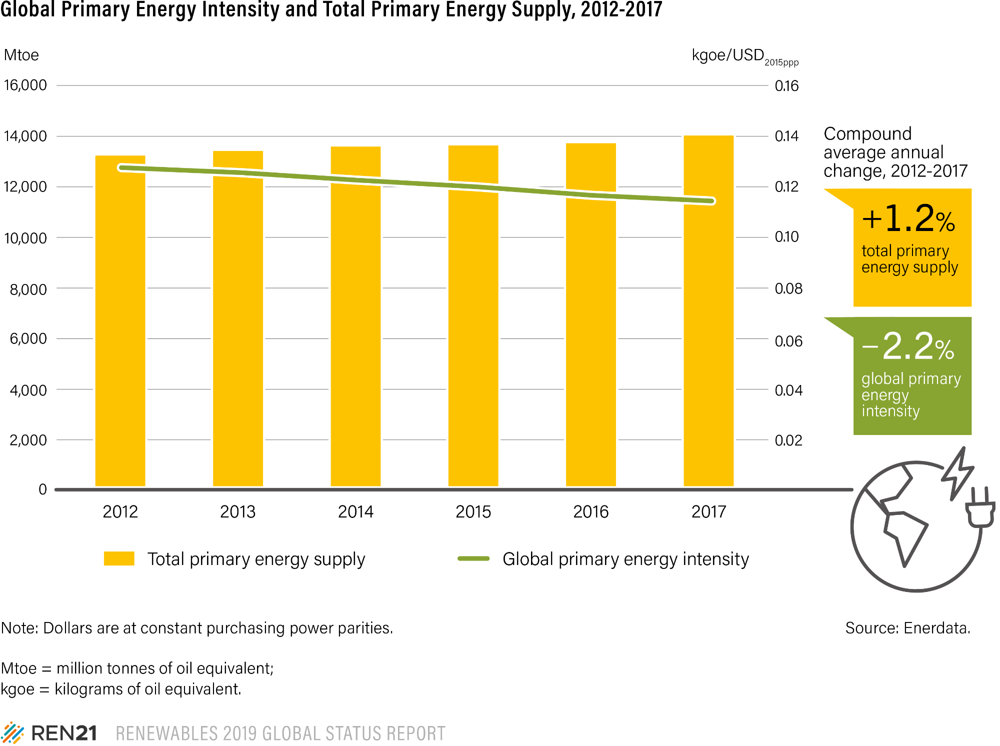 Global Primary Energy Intensity and Total Primary Energy Supply, 2012-2017
Mtoe
kgoe/USD2015ppp
16,000
0.16
14,000
0.14
12,000
0.12
10,000
0.10
8,000
0.08
6,000
0.06
4,000
0.04
2,000
0.02
0
2012
2013
2014
2015
2016
2017
Total primary energy supply
Global primary energy intensity
Compound
average annual
change, 2012-2017
+1.2%
total primary
energy supply
–2.2%
global primary
energy
intensity
Note: Dollars are at constant purchasing power parities.
Source: Enerdata.
Mtoe = million tonnes of oil equivalent;
kgoe = kilograms of oil equivalent.
REN21 RENEWABLES 2019 GLOBAL STATUS REPORT